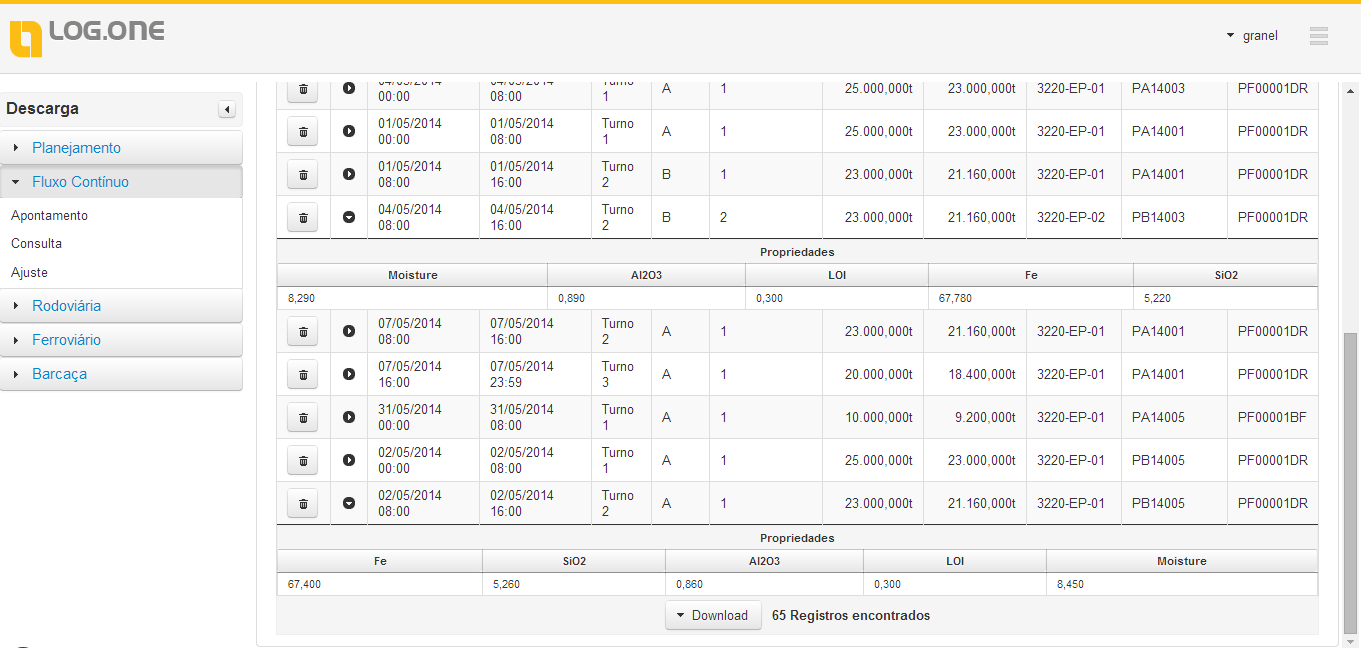 LOG.ONE
granel
Descarga
Planejamento
Fluxo Contínuo
Apontamento
Consulta
Ajuste
Rodoviária
Ferroviário
Barcaça
04/05/2014 00:00 04/05/2014 08:00 Turno 1 A 1 25.000,000t 23.000,000t 3220-EP-01 PA14003 PF00001DR
01/05/2014 00:00 01/05/2014 08:00 Turno 1 A 1 25.000,000t 23.000,000t 3220-EP-01 PA14001 PF00001DR
01/05/2014 08:00 01/05/2014 16:00 Turno 2 B 1 23.000,000t 21.160,000t 3220-EP-01 PA14001 PF00001DR
04/05/2014 08:00 04/05/2014 16:00 Turno 2 B 2 23.000,000t 21.160,000t 3220-EP-02 PB14003 PF00001DR
Propriedades
Moisture Al2O3 LOI Fe SiO2
8,290 0,890 0,300 67,780 5,220
07/05/2014 08:00 07/05/2014 16:00 Turno 2 A 1 23.000,000t 21.160,000t 3220-EP-01 PA14001 PF00001DR
07/05/2014 16:00 07/05/2014 23:59 Turno 3 A 1 20.000,000t 18.400,000t 3220-EP-01 PA14001 PF00001DR
31/05/2014 00:00 31/05/2014 08:00 Turno 1 A 1 10.000,000t 9.200,000t 3220-EP-01 PA14005 PF00001BF
02/05/2014 00:00 02/05/2014 08:00 Turno 1 A 1 25.000,000t 23.000,000t 3220-EP-01 PB14005 PF00001DR
02/05/2014 08:00 02/05/2014 16:00 Turno 2 A 1 23.000,000t 21.160,000t 3220-EP-01 PB14005 PF00001DR
Propriedades
Fe SiO2 Al2O3 LOI Moisture
67,400 5,260 0,860 0,300 8,450
Download 65 Registros encontrados